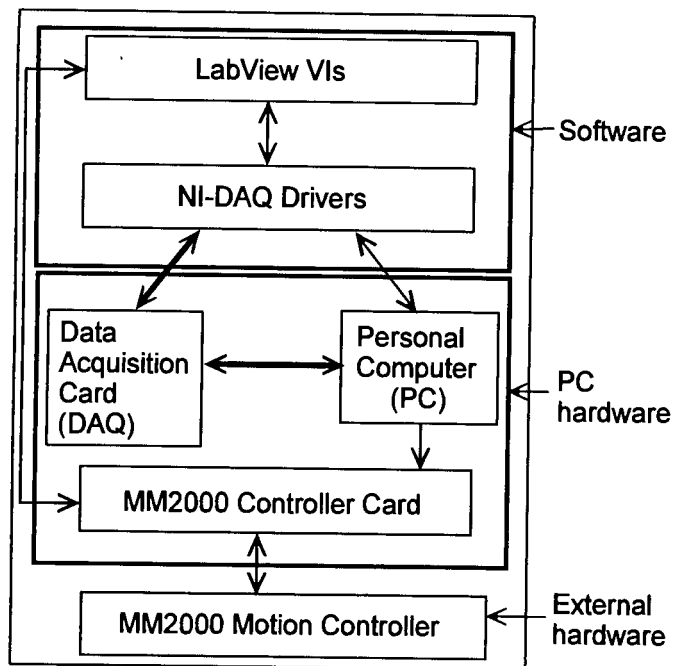 LabView VIs
Software
NI-DAQ Drivers
Data
Acquisition
Card
(DAQ)
Personal
Computer
(PC)
PC
hardware
MM2000 Controller Card
MM2000 Motion Controller
External
hardware